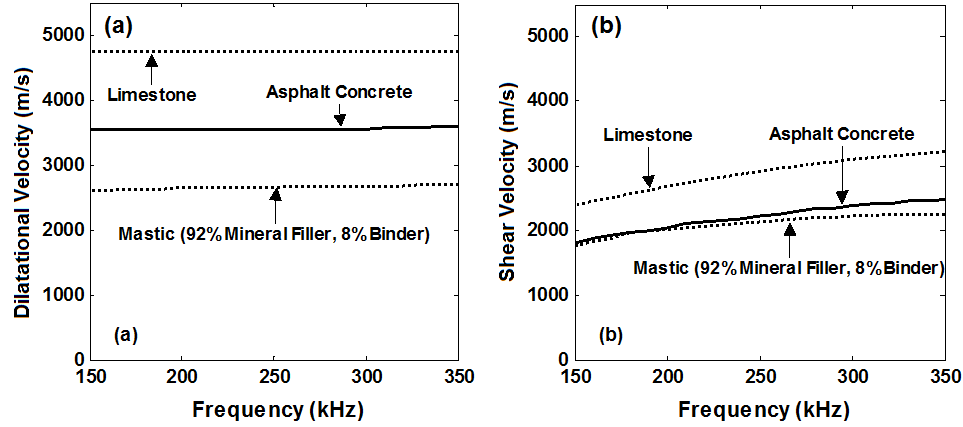 (a)
5000
4000
3000
2000
1000
0
Dilatational Velocity (m/s)
Limestone
Asphalt Concrete
Mastic (92% Mineral Filler, 8% Binder)
(a)
150
200
250
300
350
Frequency (kHz)
(b)
5000
4000
3000
2000
1000
0
Shear Velocity (m/s)
Limestone
Asphalt Concrete
Mastic (92% Mineral Filler, 8% Binder)
(b)
150
200
250
300
350
Frequency (kHz)